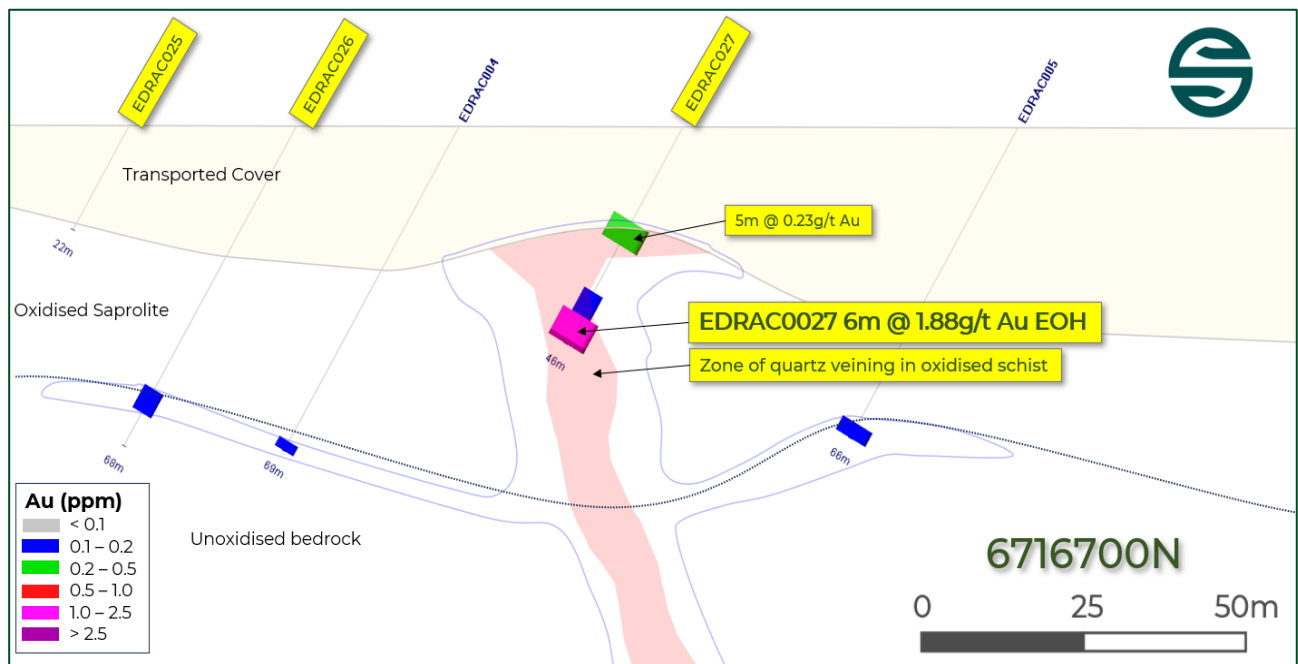 EDRAC025
EDRAC026
EDRAC004
EDRAC027
EDRAC005
Transported Cover
5m @ 0.23g/t Au
22m
Oxidised Saprolite
EDRAC0027 6m @ 1.88g/t Au EOH
46m
Zone of quartz veining in oxidised schist
68m
69m
66m
Au (ppm)
< 0.1
0.1 – 0.2
0.2 – 0.5
0.5 – 1.0
1.0 – 2.5
> 2.5
Unoxidised bedrock
6716700N
0 25 50m